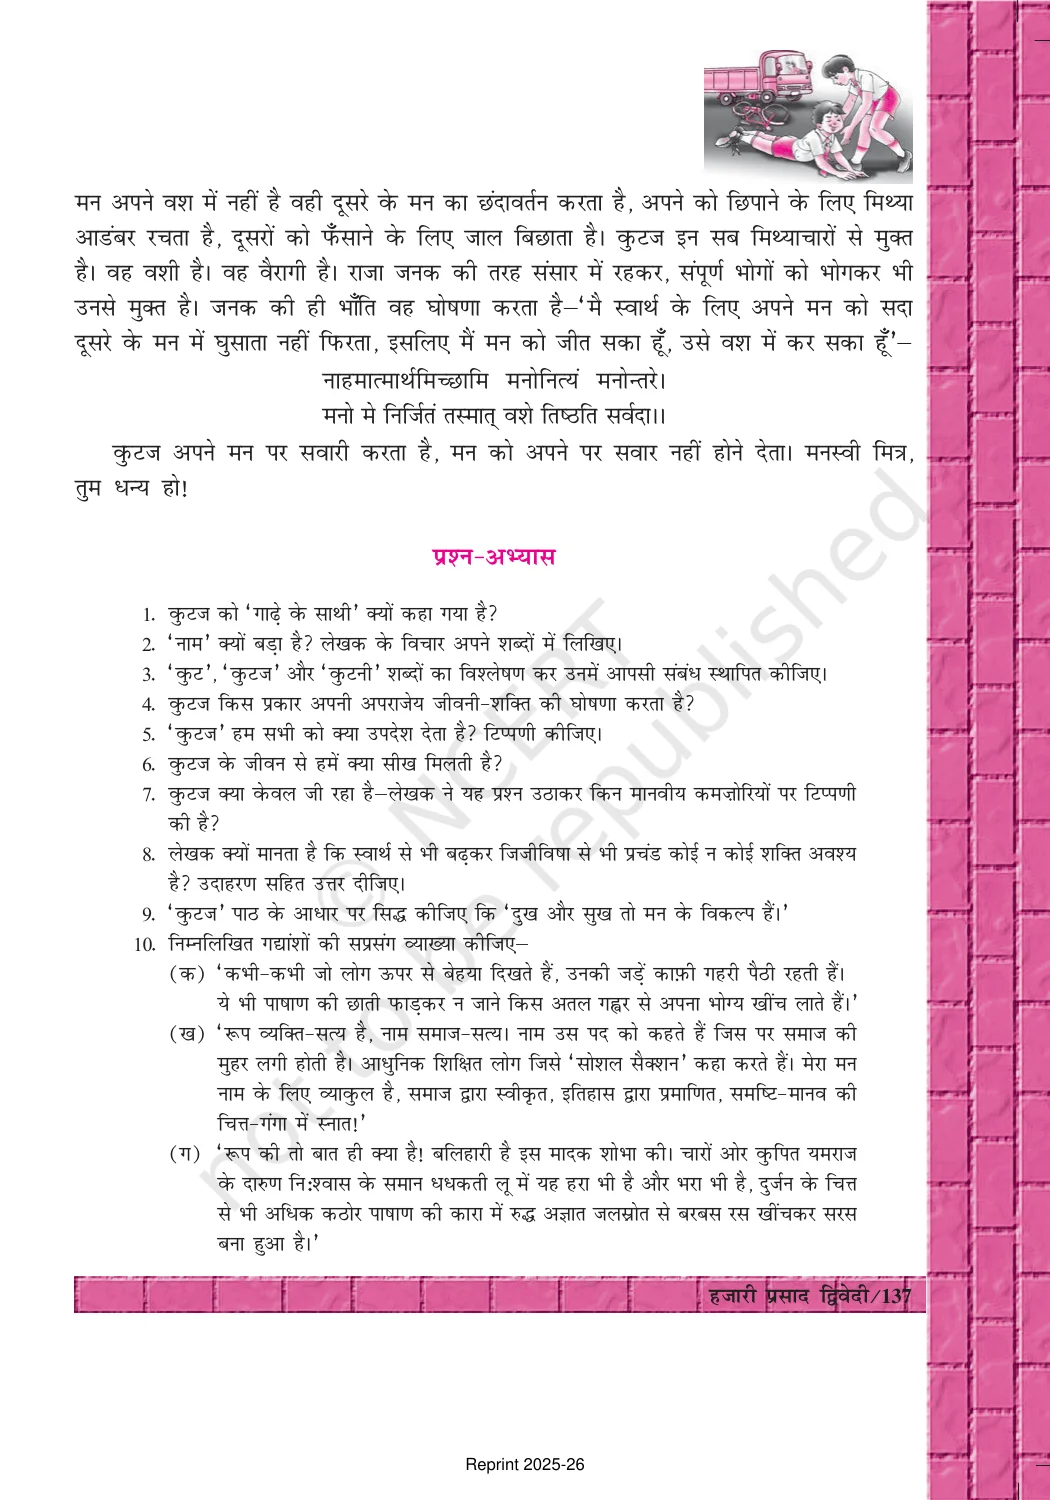 मन अपने वश में नहीं है वही दूसरे के मन का छंदावर्तन करता है, अपने को छिपाने के लिए मिथ्या
आडंबर रचता है, दूसरों को फँसाने के लिए जाल बिछाता है। कुटज इन सब मिथ्याचारों से मुक्त
है। वह वशी है। वह वैरागी है। राजा जनक की तरह संसार में रहकर, संपूर्ण भोगों को भोगकर भी
उनसे मुक्त है। जनक की ही भाँति वह घोषणा करता है–‘मै स्वार्थ के लिए अपने मन को सदा
दूसरे के मन में घुसाता नहीं फिरता, इसलिए मैं मन को जीत सका हूँ, उसे वश में कर सका हूँ’–
नाहमात्मार्थमिच्छामि मनोनित्यं मनोन्तरे।
मनो मे निर्जितं तस्मात् वशे तिष्ठति सर्वदा।।
कुटज अपने मन पर सवारी करता है, मन को अपने पर सवार नहीं होने देता। मनस्वी मित्र,
तुम धन्य हो!
प्रश्न-अभ्यास
1. कुटज को ‘गाढ़े के साथी’ क्यों कहा गया है?
2. ‘नाम’ क्यों बड़ा है? लेखक के विचार अपने शब्दों में लिखिए।
3. ‘कुट’, ‘कुटज’ और ‘कुटनी’ शब्दों का विश्लेषण कर उनमें आपसी संबंध स्थापित कीजिए।
4. कुटज किस प्रकार अपनी अपराजेय जीवनी-शक्ति की घोषणा करता है?
5. ‘कुटज’ हम सभी को क्या उपदेश देता है? टिप्पणी कीजिए।
6. कुटज के जीवन से हमें क्या सीख मिलती है?
7. कुटज क्या केवल जी रहा है–लेखक ने यह प्रश्न उठाकर किन मानवीय कमज़ोरियों पर टिप्पणी
की है?
8. लेखक क्यों मानता है कि स्वार्थ से भी बढ़कर जिजीविषा से भी प्रचंड कोई न कोई शक्ति अवश्य
है? उदाहरण सहित उत्तर दीजिए।
9. ‘कुटज’ पाठ के आधार पर सिद्ध कीजिए कि ‘दुख और सुख तो मन के विकल्प हैं।’
10. निम्नलिखित गद्यांशों की सप्रसंग व्याख्या कीजिए–
(क) ‘कभी-कभी जो लोग ऊपर से बेहया दिखते हैं, उनकी जड़ें काफ़ी गहरी पैठी रहती हैं।
ये भी पाषाण की छाती फाड़कर न जाने किस अतल गह्वर से अपना भोग्य खींच लाते हैं।’
(ख) ‘रूप व्यक्ति-सत्य है, नाम समाज-सत्य। नाम उस पद को कहते हैं जिस पर समाज की
मुहर लगी होती है। आधुनिक शिक्षित लोग जिसे ‘सोशल सैक्शन’ कहा करते हैं। मेरा मन
नाम के लिए व्याकुल है, समाज द्वारा स्वीकृत, इतिहास द्वारा प्रमाणित, समष्टि-मानव की
चित्त-गंगा में स्नात!’
(ग) ‘रूप की तो बात ही क्या है! बलिहारी है इस मादक शोभा की। चारों ओर कुपित यमराज
के दारुण नि:श्वास के समान धधकती लू में यह हरा भी है और भरा भी है, दुर्जन के चित्त
से भी अधिक कठोर पाषाण की कारा में रुद्ध अज्ञात जलस्रोत से बरबस रस खींचकर सरस
बना हुआ है।’
हजारी प्रसाद द्विवेदी/137
© NCERT
not to be republished
Reprint 2025-26